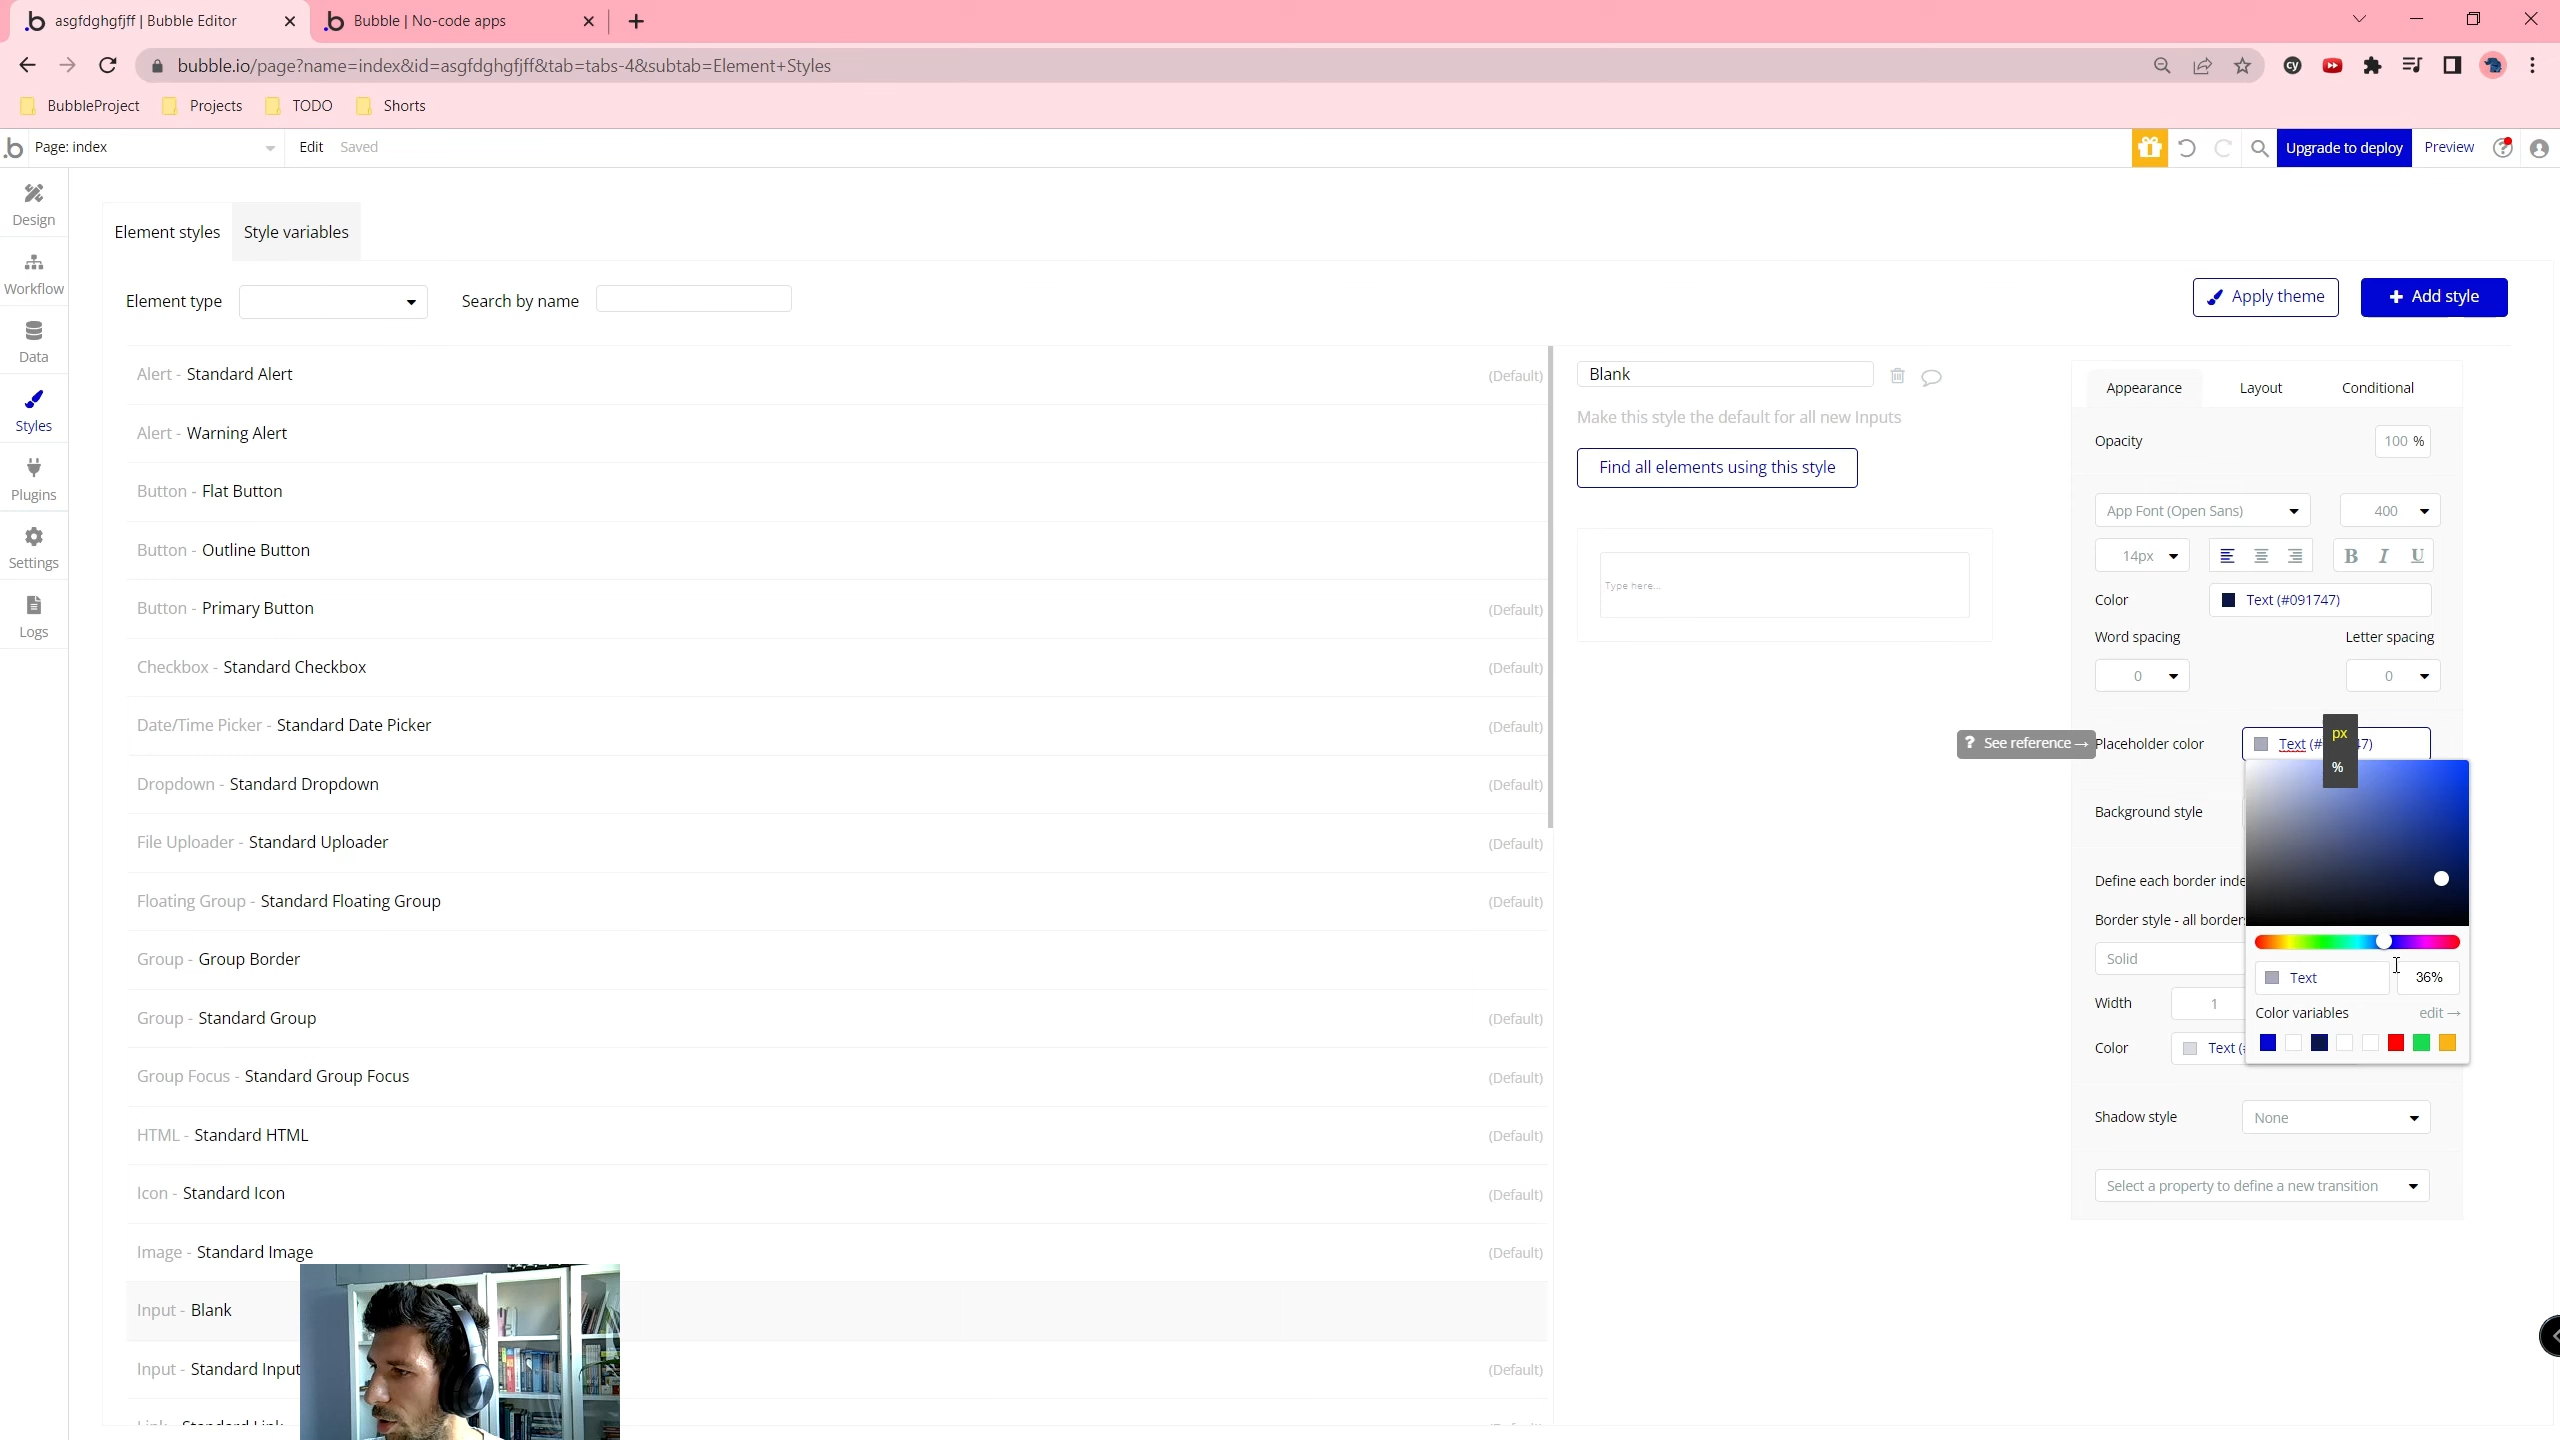 asgfdghgfjff | Bubble Editor
Bubble | No-code apps
bubble.io/page?name=index&id=asgfdghgfjff&tab=tabs-4&subtab=Element+Styles
BubbleProject
Projects
TODO
Shorts
Page: index
Edit
Saved
Upgrade to deploy
Preview
Design
Workflow
Data
Styles
Plugins
Settings
Logs
Element styles
Style variables
Element type
Search by name
Apply theme
+ Add style
Alert - Standard Alert (Default)
Alert - Warning Alert
Button - Flat Button
Button - Outline Button
Button - Primary Button (Default)
Checkbox - Standard Checkbox (Default)
Date/Time Picker - Standard Date Picker (Default)
Dropdown - Standard Dropdown (Default)
File Uploader - Standard Uploader (Default)
Floating Group - Standard Floating Group (Default)
Group - Group Border
Group - Standard Group (Default)
Group Focus - Standard Group Focus (Default)
HTML - Standard HTML (Default)
Icon - Standard Icon (Default)
Image - Standard Image (Default)
Input - Blank
Input - Standard Input (Default)
Blank
Make this style the default for all new Inputs
Find all elements using this style
Type here...
Appearance
Layout
Conditional
Opacity
100 %
App Font (Open Sans)
400
14px
B I U
Color
Text (#091747)
Word spacing
Letter spacing
0
0
? See reference →
Placeholder color
Text (#
47)
px
%
Background style
Define each border inde
Border style - all border
Solid
Width
1
Color
Text (
Text
36%
Color variables
edit →
Shadow style
None
Select a property to define a new transition